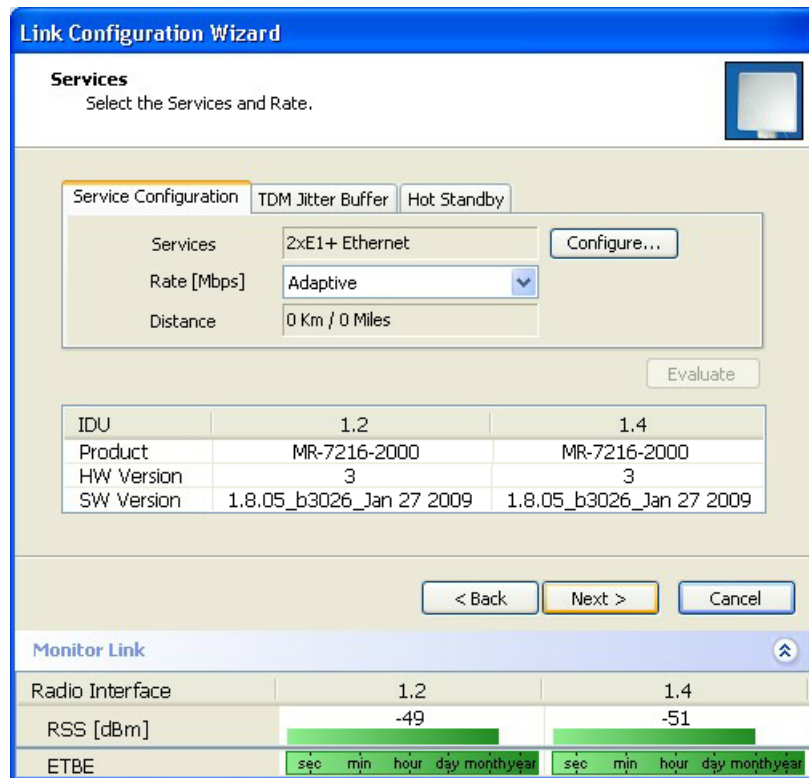 Link Configuration Wizard
Services
Select the Services and Rate.
Service Configuration TDM Jitter Buffer Hot Standby
Services 2xE1+ Ethernet Configure...
Rate [Mbps] Adaptive
Distance 0 Km / 0 Miles
Evaluate
IDU 1.2 1.4
Product MR-7216-2000 MR-7216-2000
HW Version 3 3
SW Version 1.8.05_b3026_Jan 27 2009 1.8.05_b3026_Jan 27 2009
< Back Next > Cancel
Monitor Link
Radio Interface 1.2 1.4
RSS [dBm] -49 -51
ETBE sec min hour day month year sec min hour day month year